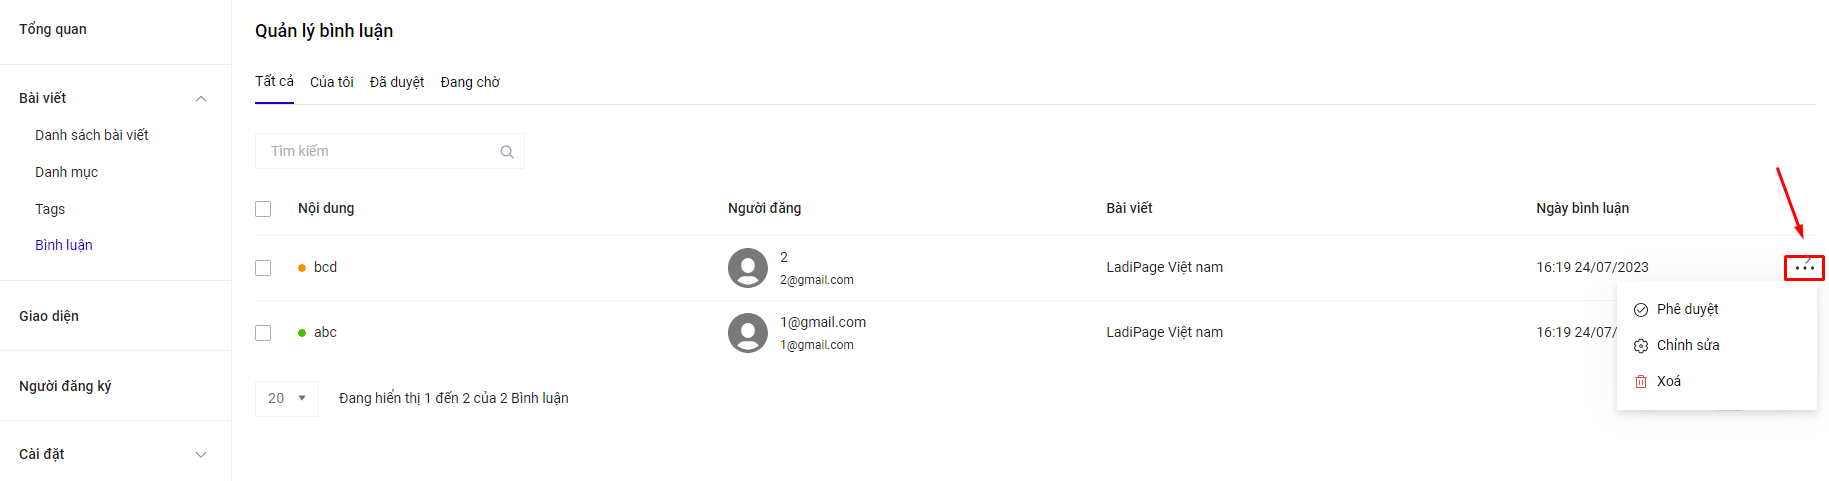 Tổng quan
Bài viết
Danh sách bài viết
Danh mục
Tags
Bình luận
Giao diện
Người đăng ký
Cài đặt
Quản lý bình luận
Tất cả Của tôi Đã duyệt Đang chờ
Tìm kiếm
Nội dung Người đăng Bài viết Ngày bình luận
bcd 2 LadiPage Việt nam 16:19 24/07/2023
2@gmail.com
abc 1@gmail.com LadiPage Việt nam 16:19 24/07/
1@gmail.com
Phê duyệt
Chỉnh sửa
Xoá
20 Đang hiển thị 1 đến 2 của 2 Bình luận